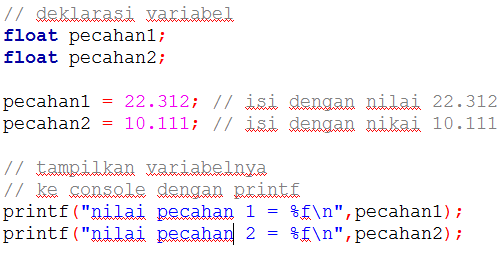 // deklarasi variabel
float pecahan1;
float pecahan2;
pecahan1 = 22.312; // isi dengan nilai 22.312
pecahan2 = 10.111; // isi dengan nikai 10.111
// tampilkan variabelnya
// ke console dengan printf
printf("nilai pecahan 1 = %f\n",pecahan1);
printf("nilai pecahan 2 = %f\n",pecahan2);